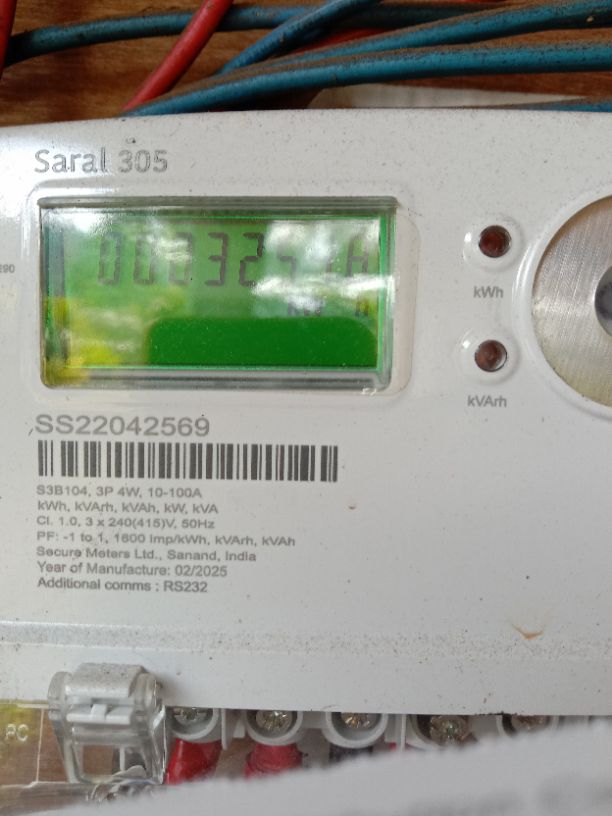 Saral 305
kWh
kVArh
SS22042569
S3B104, 3P 4W, 10-100A
kWh, kVArh, kVAh, kW, kVA
Cl. 1.0, 3 x 240(415)V, 50Hz
PF: -1 to 1, 1600 imp/kWh, kVArh, kVAh
Secure Meters Ltd., Sanand, India
Year of Manufacture: 02/2025
Additional comms : RS232